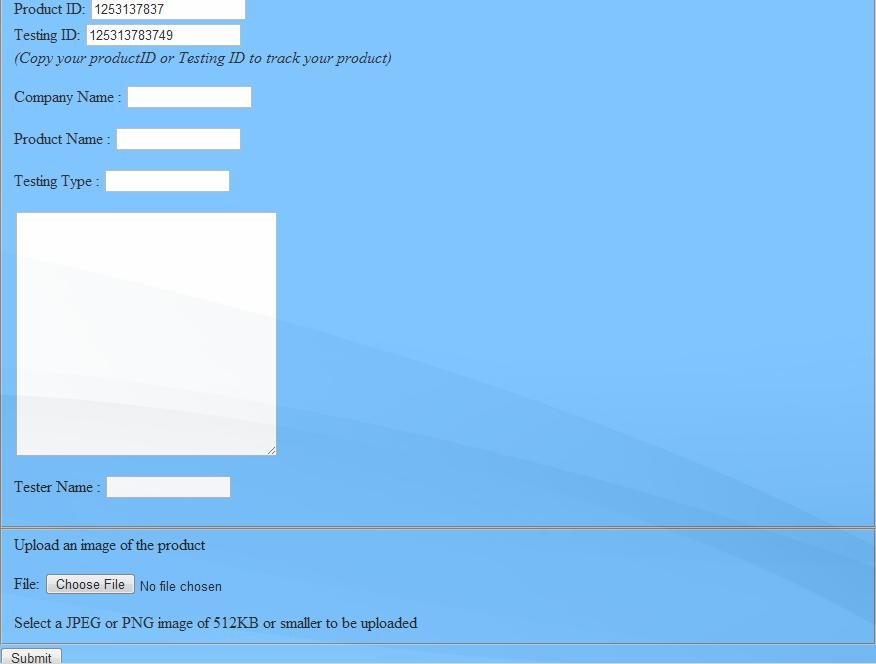 Product ID: 1253137837
Testing ID: 125313783749
(Copy your productID or Testing ID to track your product)
Company Name :
Product Name :
Testing Type :
Tester Name :
Upload an image of the product
File: Choose File No file chosen
Select a JPEG or PNG image of 512KB or smaller to be uploaded
Submit